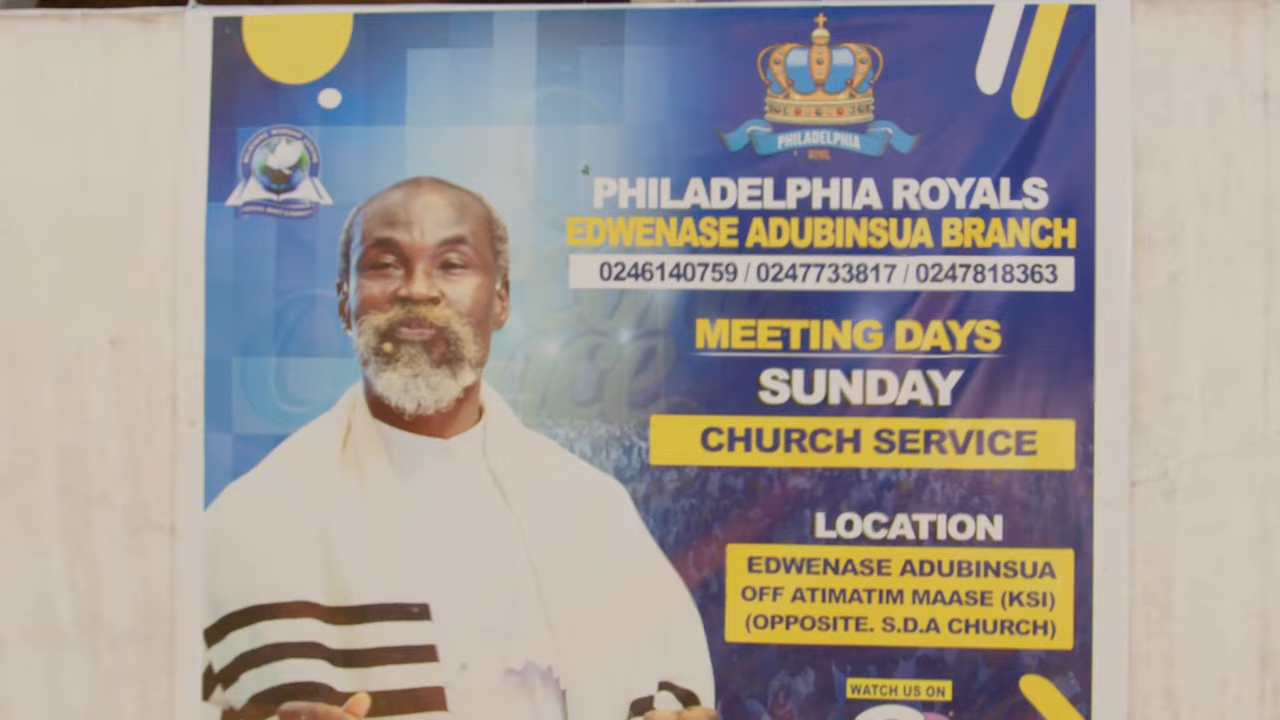 PHILADELPHIA
PHILADELPHIA ROYALS
EDWENASE ADUBINSUA BRANCH
0246140759 / 0247733817 / 0247818363
MEETING DAYS
SUNDAY
CHURCH SERVICE
LOCATION
EDWENASE ADUBINSUA
OFF ATIMATIM MAASE (KSI)
(OPPOSITE. S.D.A CHURCH)
WATCH US ON